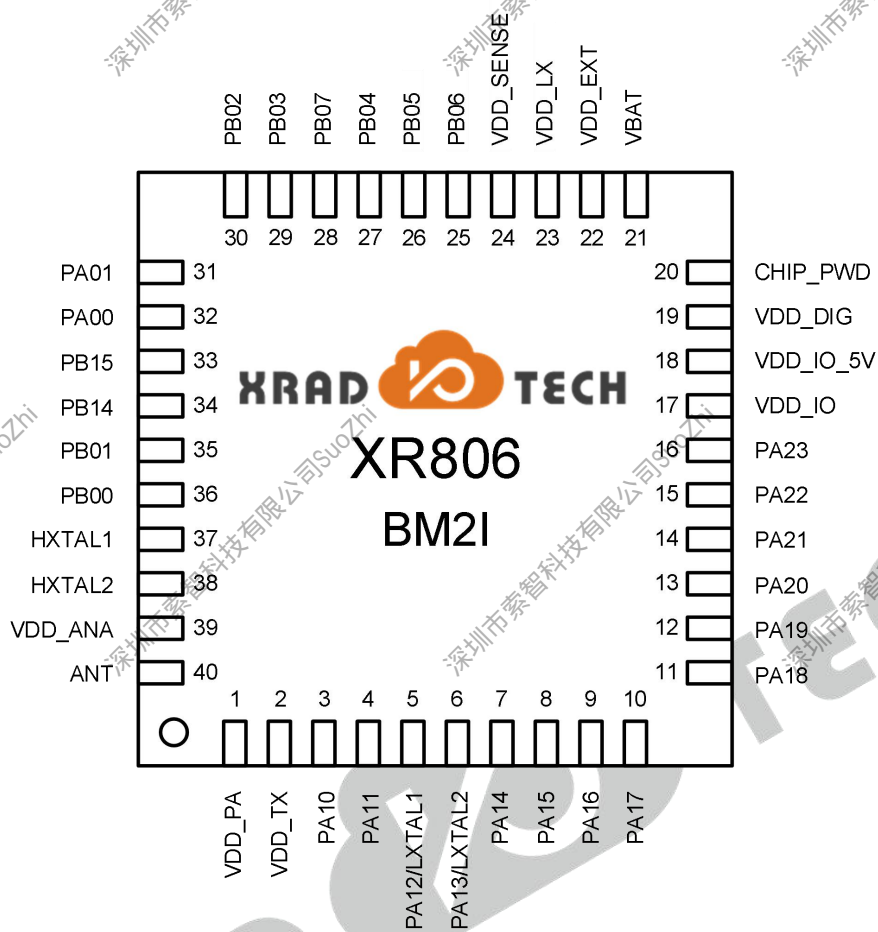 PB02
PB03
PB07
PB04
PB05
PB06
VDD_SENSE
VDD_LX
VDD_EXT
VBAT
30 29 28 27 26 25 24 23 22 21
PA01 31
PA00 32
PB15 33
PB14 34
PB01 35
PB00 36
HXTAL1 37
HXTAL2 38
VDD_ANA 39
ANT 40
20 CHIP_PWD
19 VDD_DIG
18 VDD_IO_5V
17 VDD_IO
16 PA23
15 PA22
14 PA21
13 PA20
12 PA19
11 PA18
XRAD TECH
XR806
BM2I
1 2 3 4 5 6 7 8 9 10
VDD_PA
VDD_TX
PA10
PA11
PA12/LXTAL1
PA13/LXTAL2
PA14
PA15
PA16
PA17
深圳市索智科技有限公司SuoZhi
深圳市索智科技有限公司SuoZhi